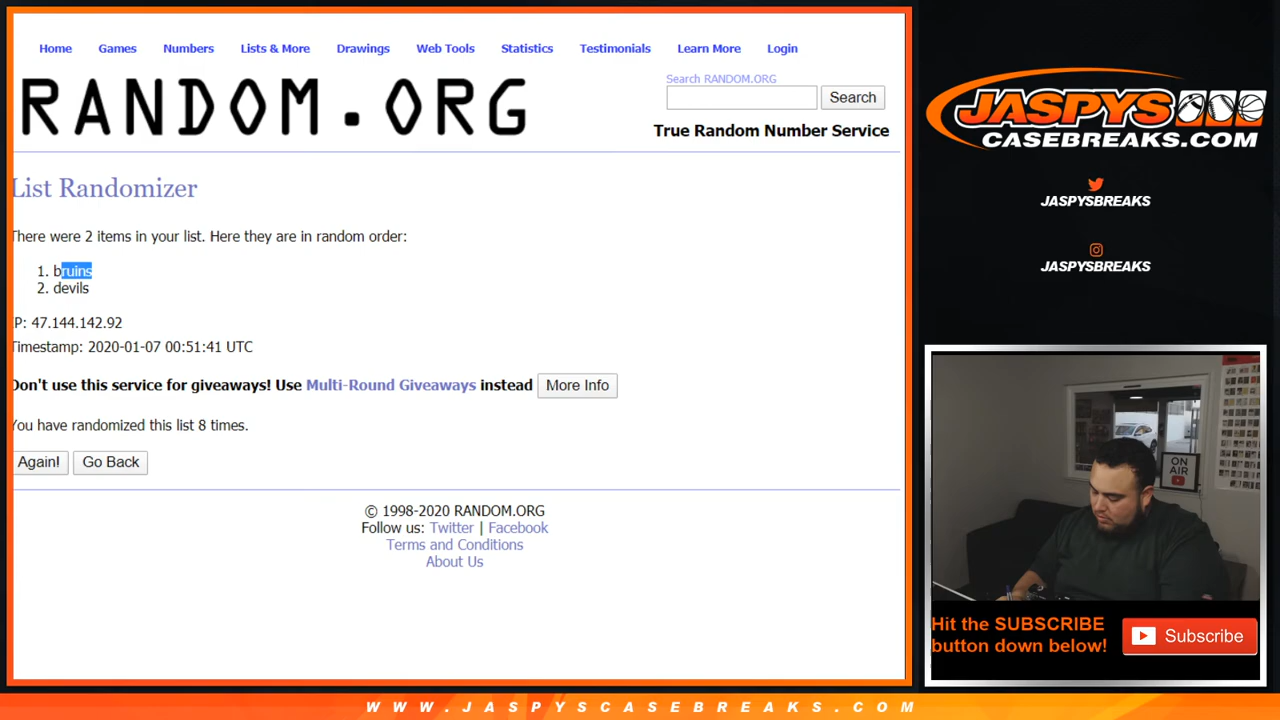 Home Games Numbers Lists & More Drawings Web Tools Statistics Testimonials Learn More Login
RANDOM.ORG
Search RANDOM.ORG
Search
True Random Number Service
List Randomizer
There were 2 items in your list. Here they are in random order:
1. bruins
2. devils
IP: 47.144.142.92
Timestamp: 2020-01-07 00:51:41 UTC
Don't use this service for giveaways! Use Multi-Round Giveaways instead More Info
You have randomized this list 8 times.
Again! Go Back
© 1998-2020 RANDOM.ORG
Follow us: Twitter | Facebook
Terms and Conditions
About Us
JASPYS
CASEBREAKS.COM
JASPYSBREAKS
JASPYSBREAKS
ON
AIR
Hit the SUBSCRIBE
button down below!
Subscribe
WWW.JASPYSCASEBREAKS.COM